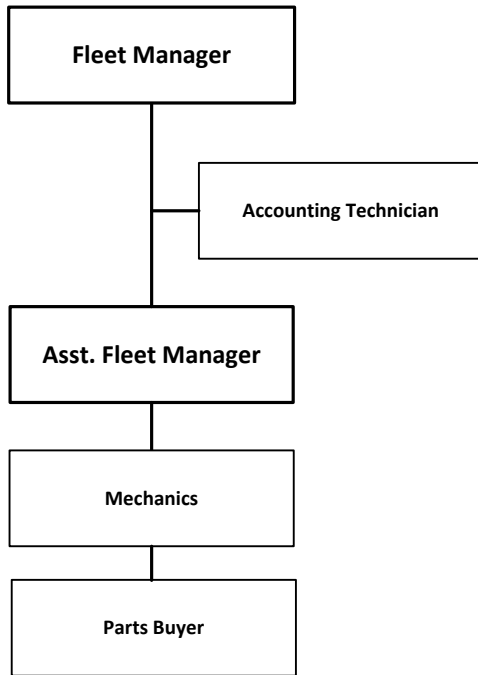 Fleet Manager
Accounting Technician
Asst. Fleet Manager
Mechanics
Parts Buyer